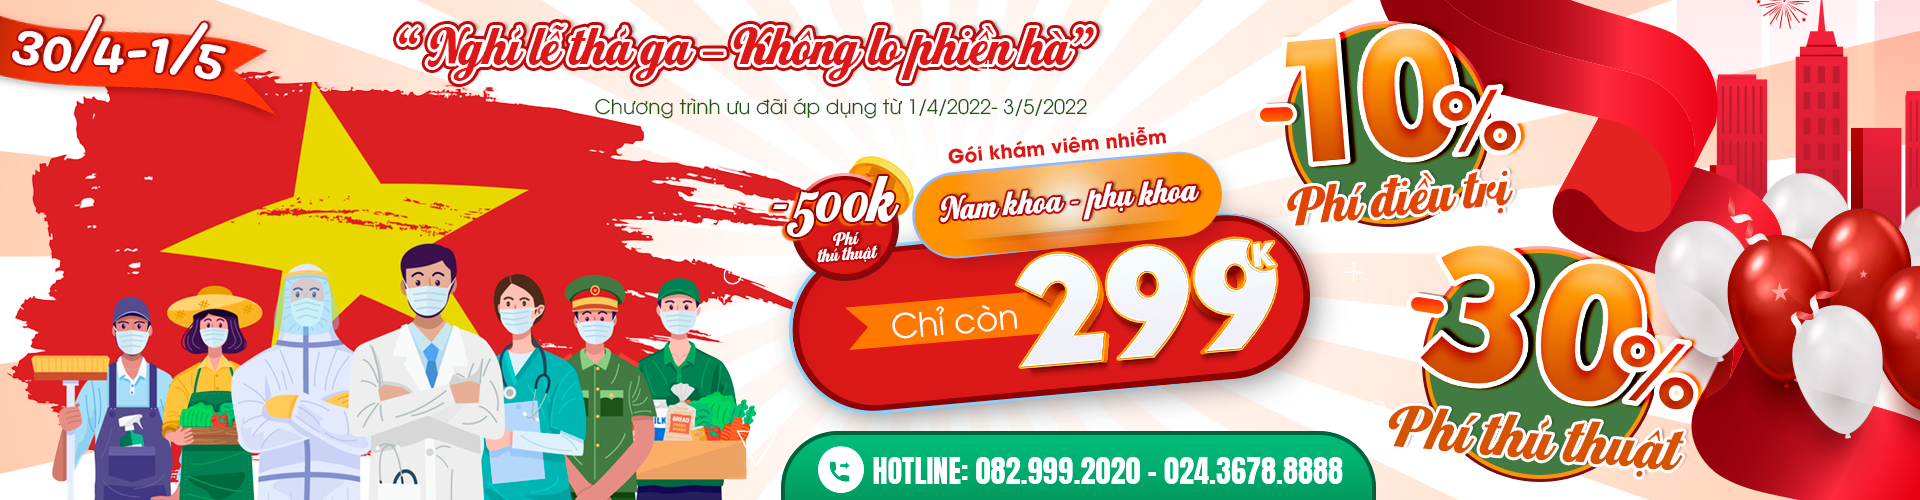 30/4-1/5
“ Nghỉ lễ thả ga – Không lo phiền hà”
Chương trình ưu đãi áp dụng từ 1/4/2022- 3/5/2022
Gói khám viêm nhiễm
Nam khoa - phụ khoa
-500k
Phí
thủ thuật
Chỉ còn 299K
-10%
Phí điều trị
-30%
Phí thủ thuật
BREAD
HOTLINE: 082.999.2020 - 024.3678.8888